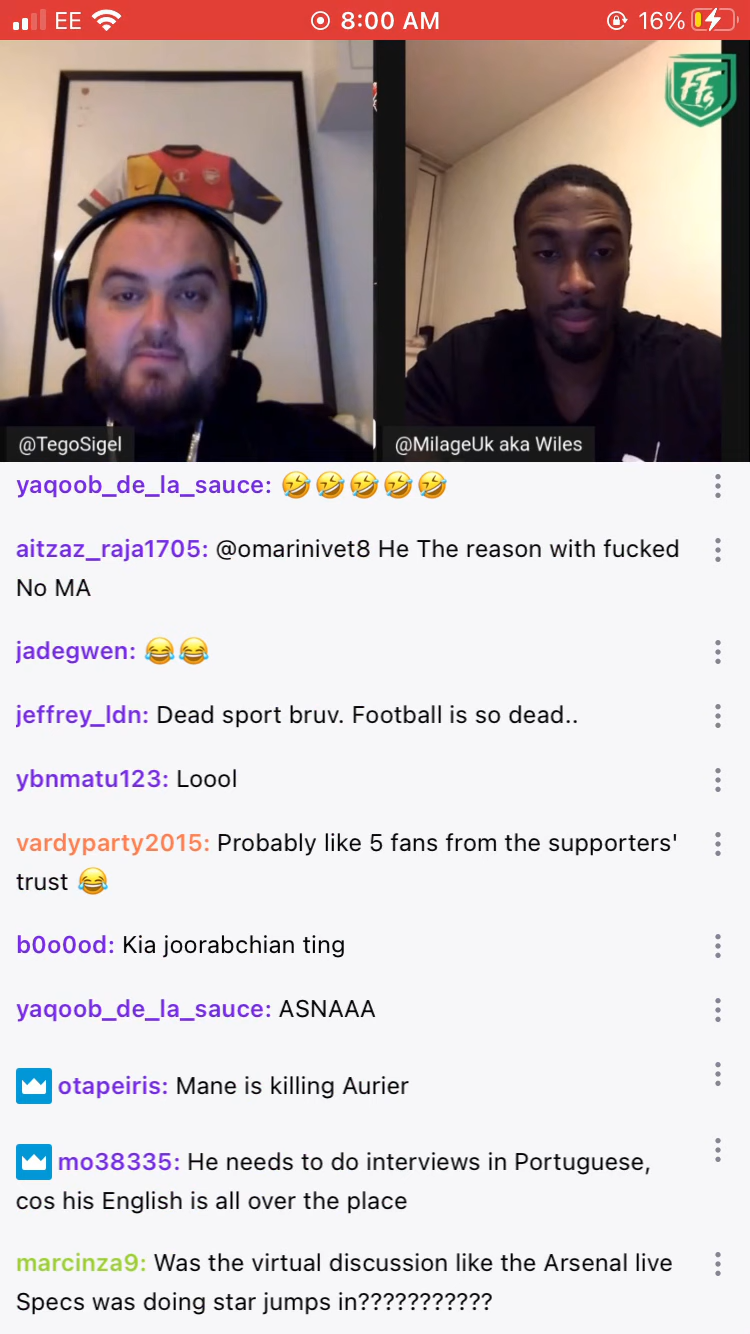 EE 8:00 AM 16%
FFs
@TegoSigel
@MilageUk aka Wiles
yaqoob_de_la_sauce: 🤣🤣🤣🤣🤣
aitzaz_raja1705: @omarinivet8 He The reason with fucked
No MA
jadegwen: 😂😂
jeffrey_ldn: Dead sport bruv. Football is so dead..
ybnmatu123: Loool
vardyparty2015: Probably like 5 fans from the supporters'
trust 😂
b0o0od: Kia joorabchian ting
yaqoob_de_la_sauce: ASNAAA
otapeiris: Mane is killing Aurier
mo38335: He needs to do interviews in Portuguese,
cos his English is all over the place
marcinza9: Was the virtual discussion like the Arsenal live
Specs was doing star jumps in???????????